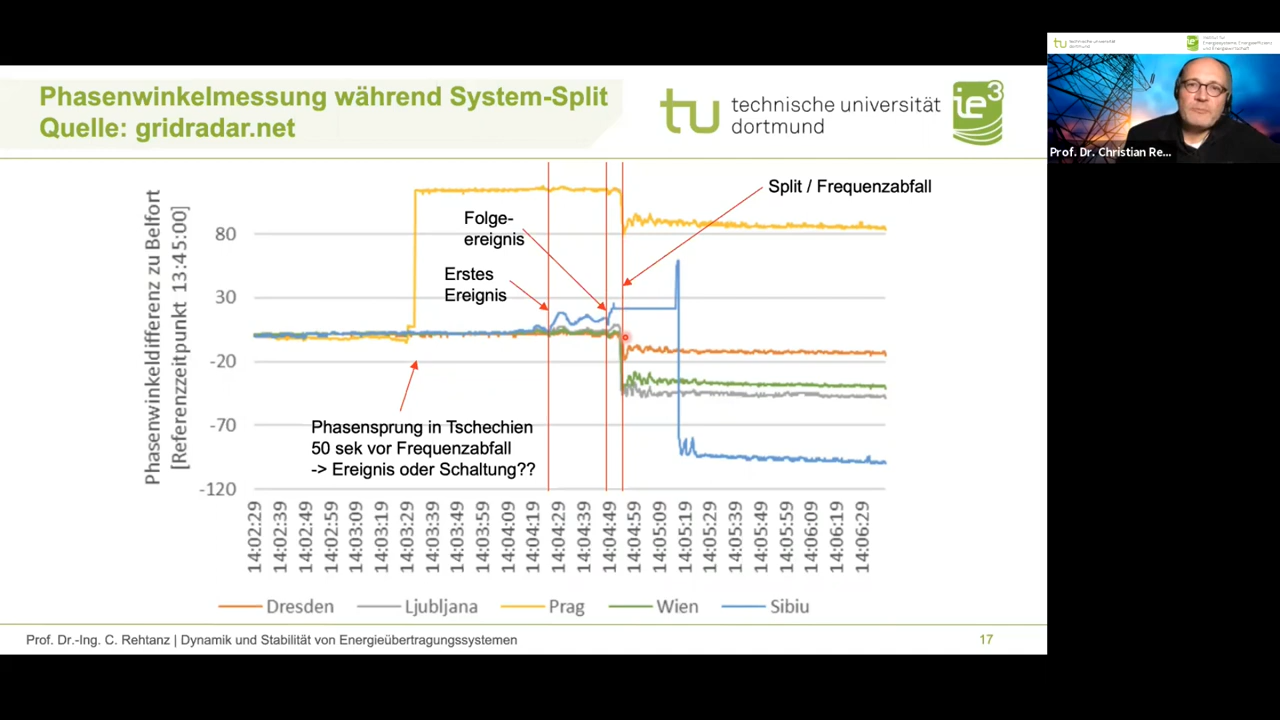 Phasenwinkelmessung während System-Split
Quelle: gridradar.net
tu technische universität
dortmund
ie³
tu technische universität
dortmund
Prof. Dr. Christian Re...
Phasenwinkeldifferenz zu Belfort
[Referenzzeitpunkt 13:45:00]
80
30
-20
-70
-120
Split / Frequenzabfall
Folge-
ereignis
Erstes
Ereignis
Phasensprung in Tschechien
50 sek vor Frequenzabfall
-> Ereignis oder Schaltung??
14:02:29
14:02:39
14:02:49
14:02:59
14:03:09
14:03:19
14:03:29
14:03:39
14:03:49
14:03:59
14:04:09
14:04:19
14:04:29
14:04:39
14:04:49
14:04:59
14:05:09
14:05:19
14:05:29
14:05:39
14:05:49
14:05:59
14:06:09
14:06:19
14:06:29
Dresden
Ljubljana
Prag
Wien
Sibiu
Prof. Dr.-Ing. C. Rehtanz | Dynamik und Stabilität von Energieübertragungssystemen
17